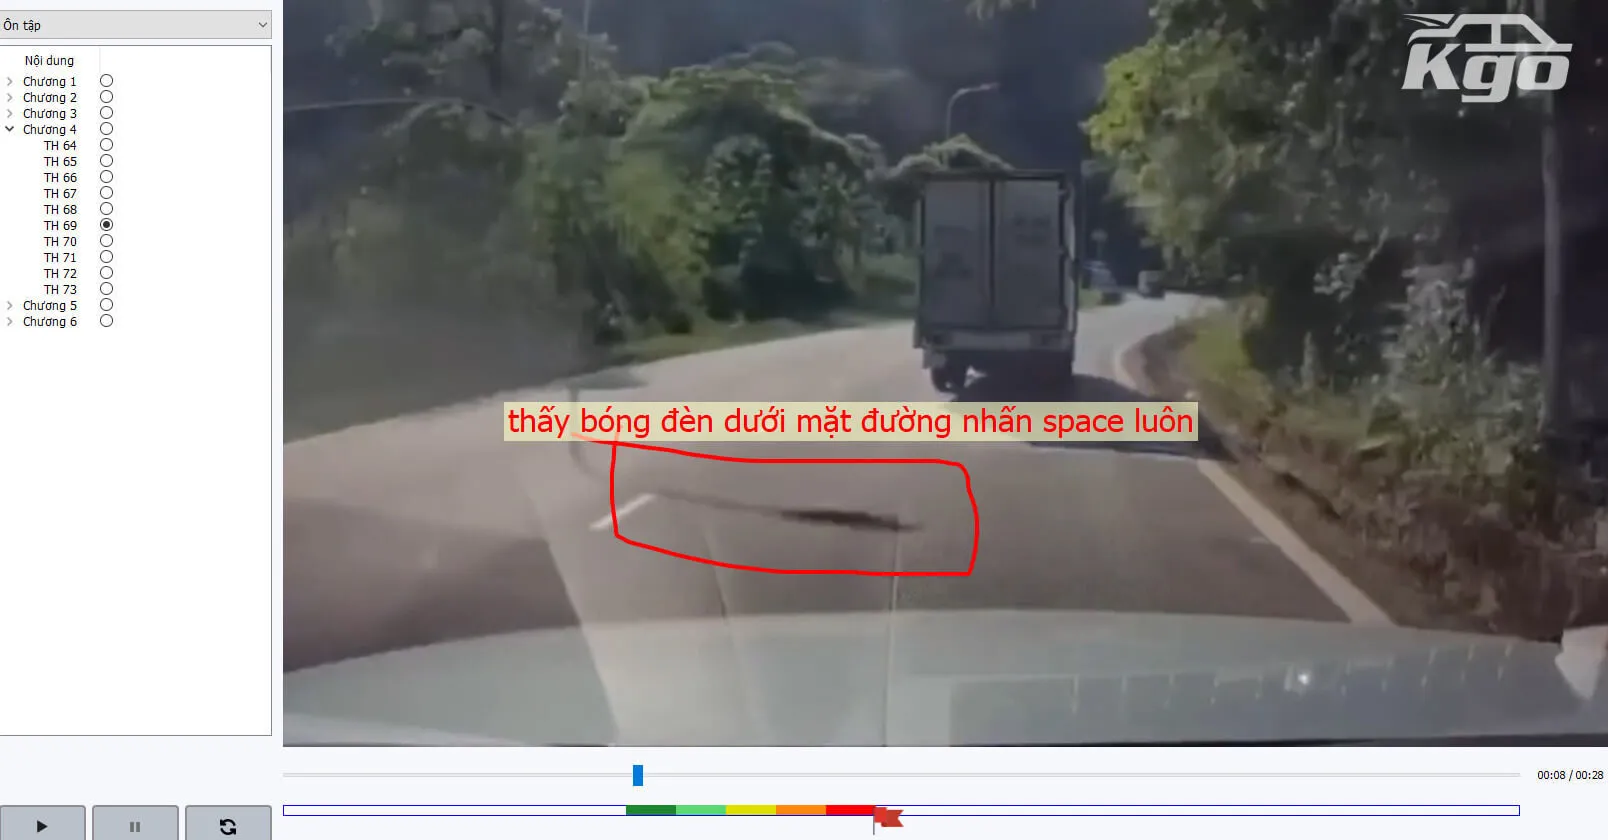 Ôn tập
Nội dung
Chương 1
Chương 2
Chương 3
Chương 4
TH 64
TH 65
TH 66
TH 67
TH 68
TH 69
TH 70
TH 71
TH 72
TH 73
Chương 5
Chương 6
Kgo
thấy bóng đèn dưới mặt đường nhấn space luôn
00:08 / 00:28